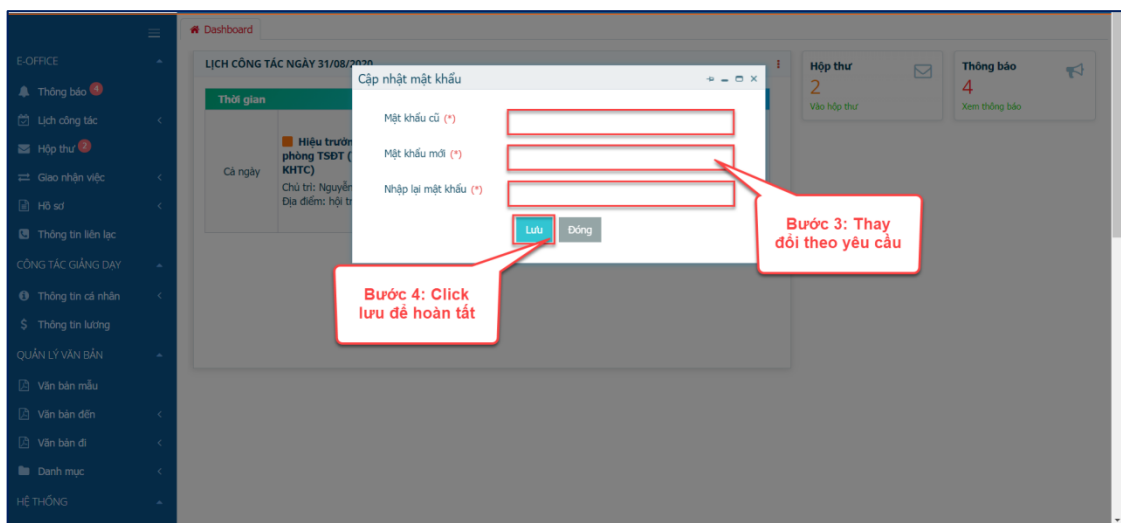 Dashboard
E-OFFICE
Thông báo 4
Lịch công tác
Hộp thư 2
Giao nhận việc
Hồ sơ
Thông tin liên lạc
CÔNG TÁC GIẢNG DẠY
Thông tin cá nhân
Thông tin lương
QUẢN LÝ VĂN BẢN
Văn bản mẫu
Văn bản đến
Văn bản đi
Danh mục
HỆ THỐNG
LỊCH CÔNG TÁC NGÀY 31/08/2020
Thời gian
Cả ngày
Hiệu trưởn
phòng TSĐT (
KHTC)
Chủ trì: Nguyễn
Địa điểm: hội tr
Cập nhật mật khẩu
Mật khẩu cũ (*)
Mật khẩu mới (*)
Nhập lại mật khẩu (*)
Lưu Đóng
Bước 3: Thay
đổi theo yêu cầu
Bước 4: Click
lưu để hoàn tất
Hộp thư
2
Vào hộp thư
Thông báo
4
Xem thông báo